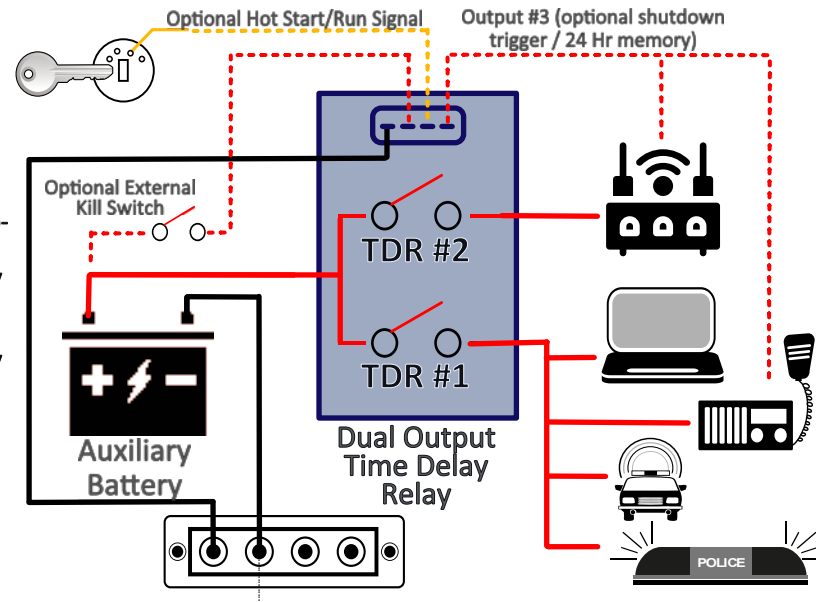 Optional Hot Start/Run Signal
Output #3 (optional shutdown
trigger / 24 Hr memory)
Optional External
Kill Switch
TDR #2
TDR #1
Auxiliary
Battery
Dual Output
Time Delay
Relay
POLICE